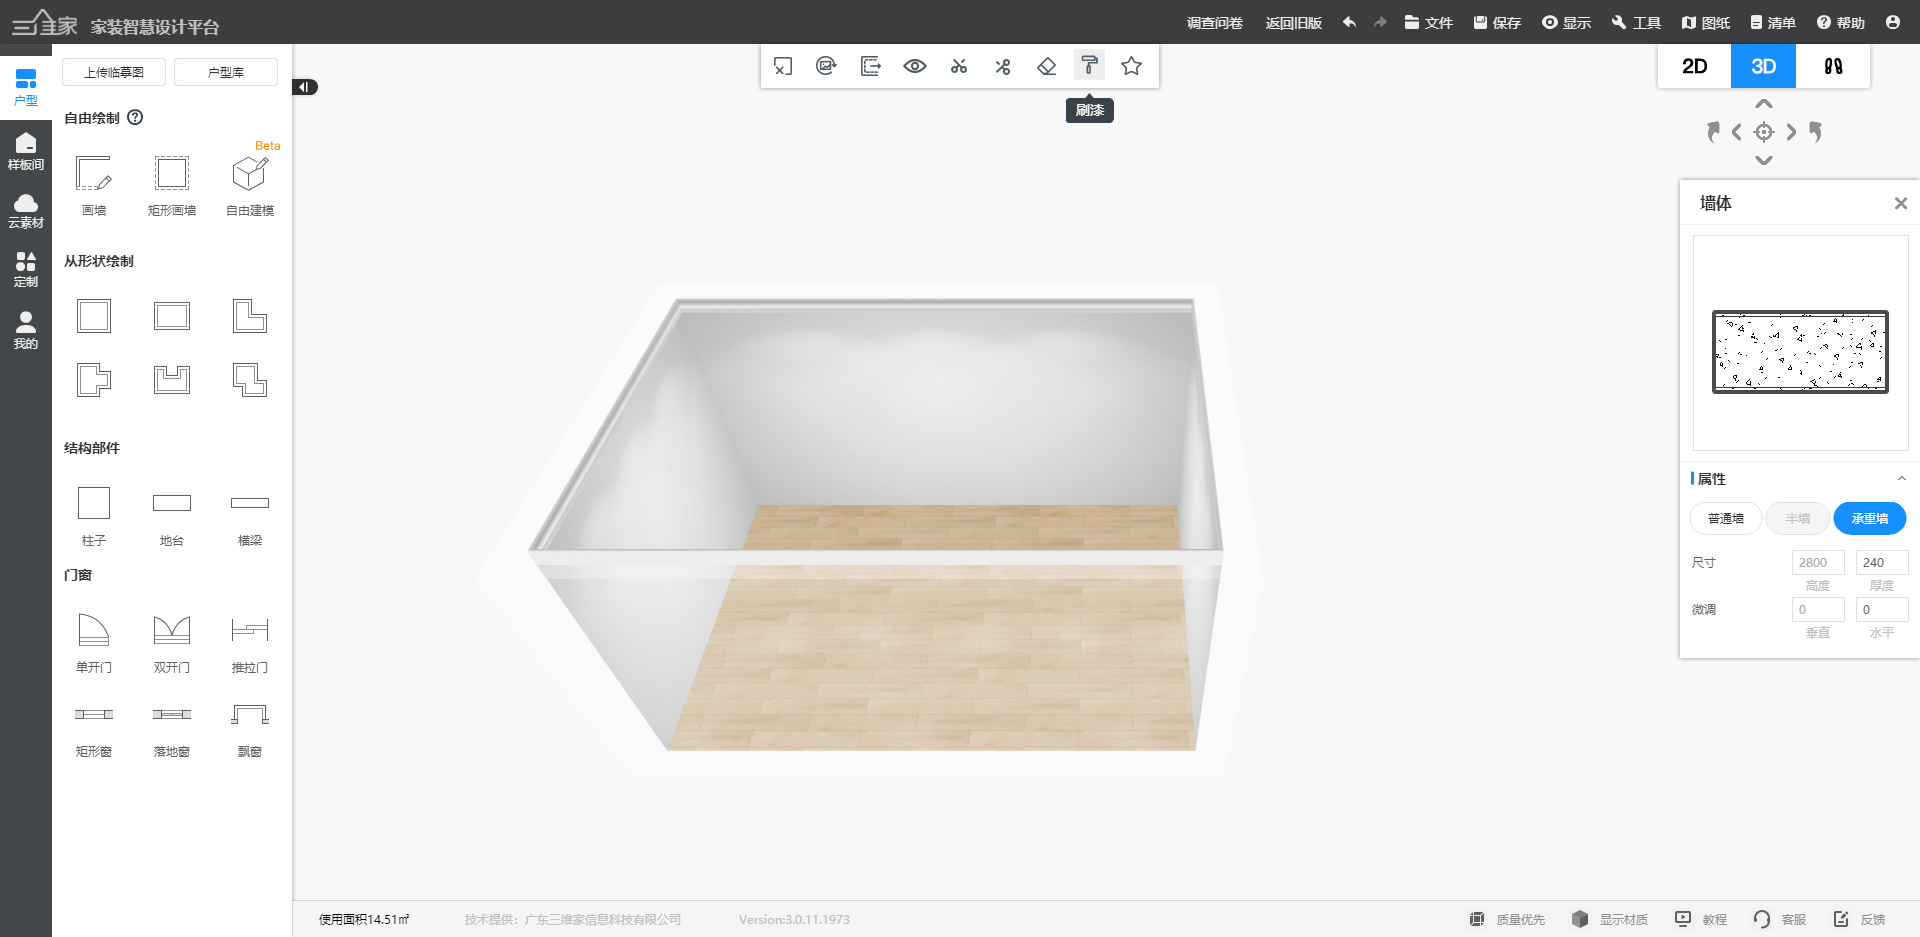 三维家 家装智慧设计平台
调查问卷 返回旧版 文件 保存 显示 工具 图纸 清单 帮助
户型
样板间
云素材
定制
我的
上传临摹图 户型库
自由绘制
Beta
画墙 矩形画墙 自由建模
从形状绘制
结构部件
柱子 地台 横梁
门窗
单开门 双开门 推拉门
矩形窗 落地窗 飘窗
刷漆
2D 3D
墙体
属性
普通墙 半墙 承重墙
尺寸 2800 240
高度 厚度
微调 0 0
垂直 水平
使用面积14.51㎡ 技术提供：广东三维家信息科技有限公司 Version:3.0.11.1973
质量优先 显示材质 教程 客服 反馈